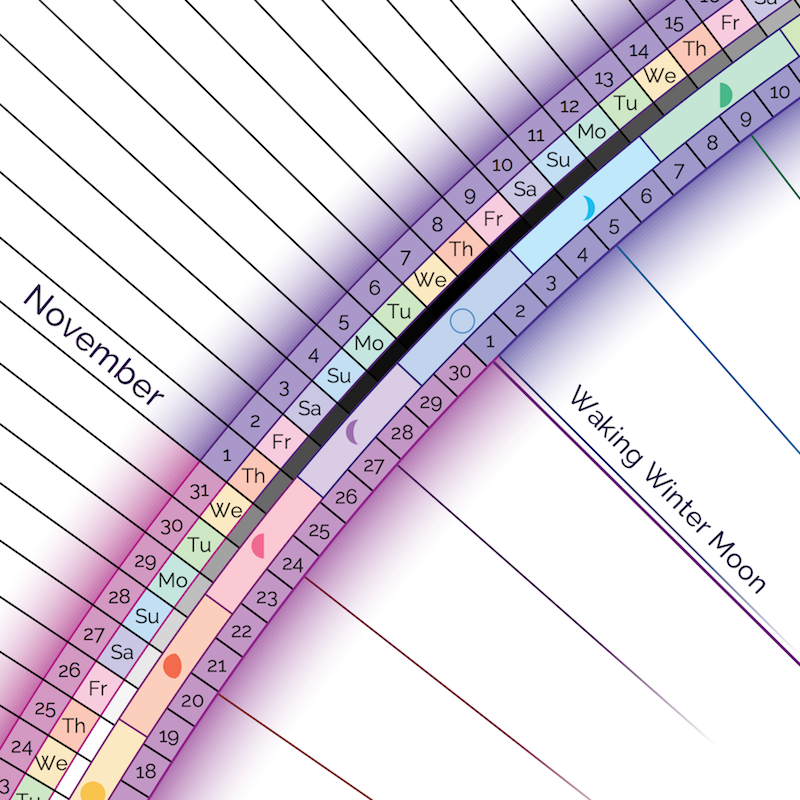 November
24 25 26 27 28 29 30 31 1 2 3 4 5 6 7 8 9 10 11 12 13 14 15
Tu We Th Fr Sa Su Mo Tu We Th Fr Sa Su Mo Tu We Th Fr Sa Su Mo Tu We Th Fr Sa
18 19 20 21 22 23 24 25 26 27 28 29 30 1 2 3 4 5 6 7 8 9 10
Waking Winter Moon